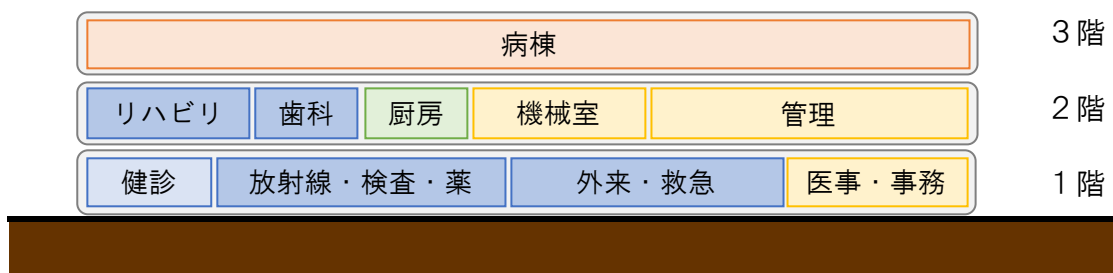 病棟 ３階
リハビリ 歯科 厨房 機械室 管理 ２階
健診 放射線・検査・薬 外来・救急 医事・事務 １階